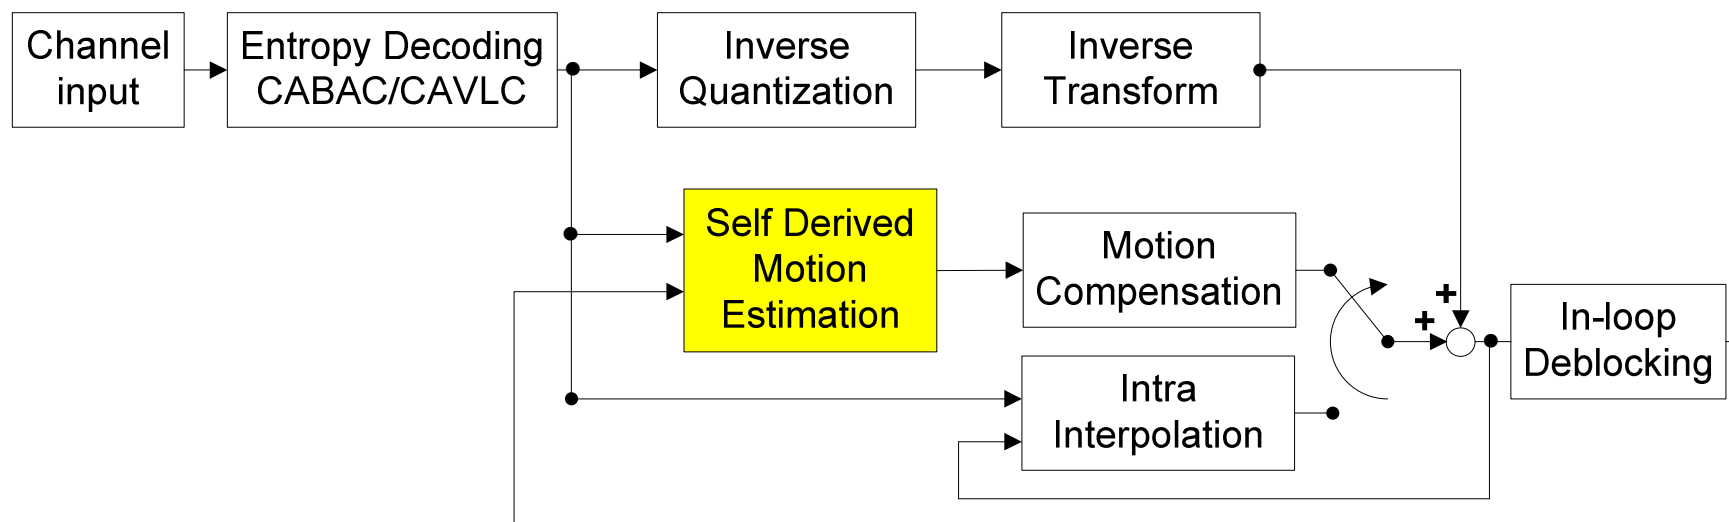 Channel
input
Entropy Decoding
CABAC/CAVLC
Inverse
Quantization
Inverse
Transform
Self Derived
Motion
Estimation
Motion
Compensation
+
+
In-loop
Deblocking
Intra
Interpolation